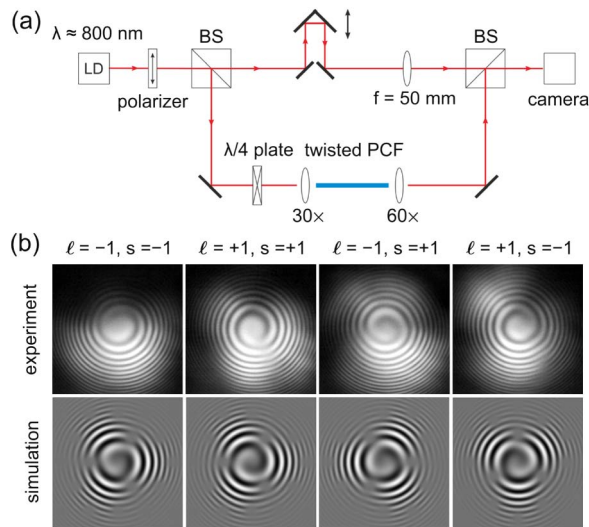 (a)
λ ≈ 800 nm
LD
polarizer
BS
f = 50 mm
BS
camera
λ/4 plate
twisted PCF
30×
60×
(b)
ℓ = −1, s =−1
ℓ = +1, s =+1
ℓ = −1, s =+1
ℓ = +1, s =−1
experiment
simulation